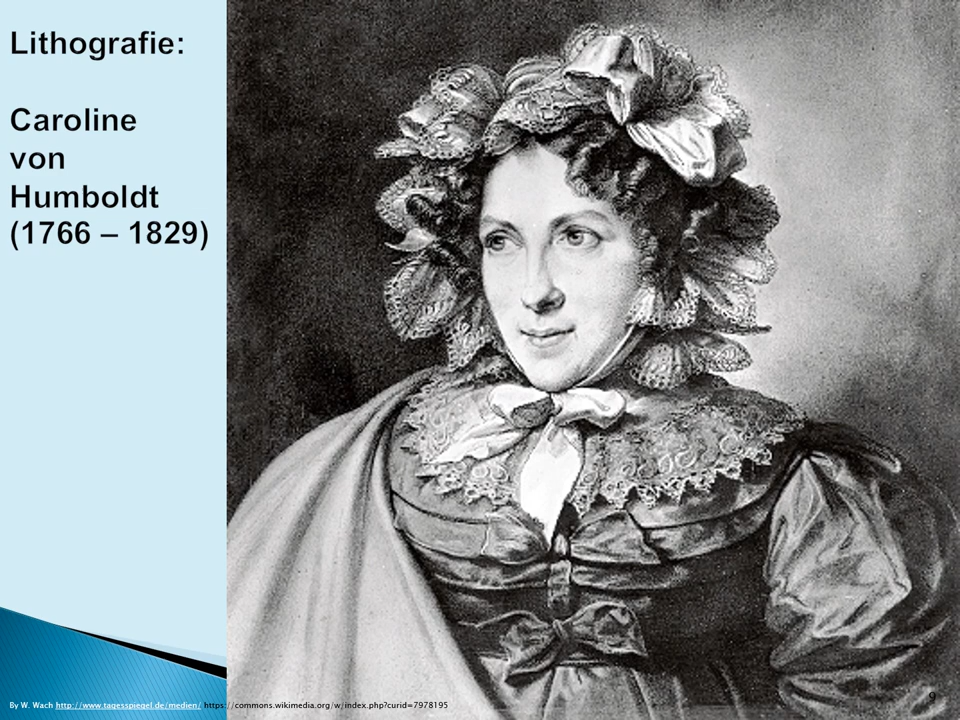 Lithografie:
Caroline
von
Humboldt
(1766 – 1829)
9
By W. Wach http://www.tagesspiegel.de/medien/ https://commons.wikimedia.org/w/index.php?curid=7978195